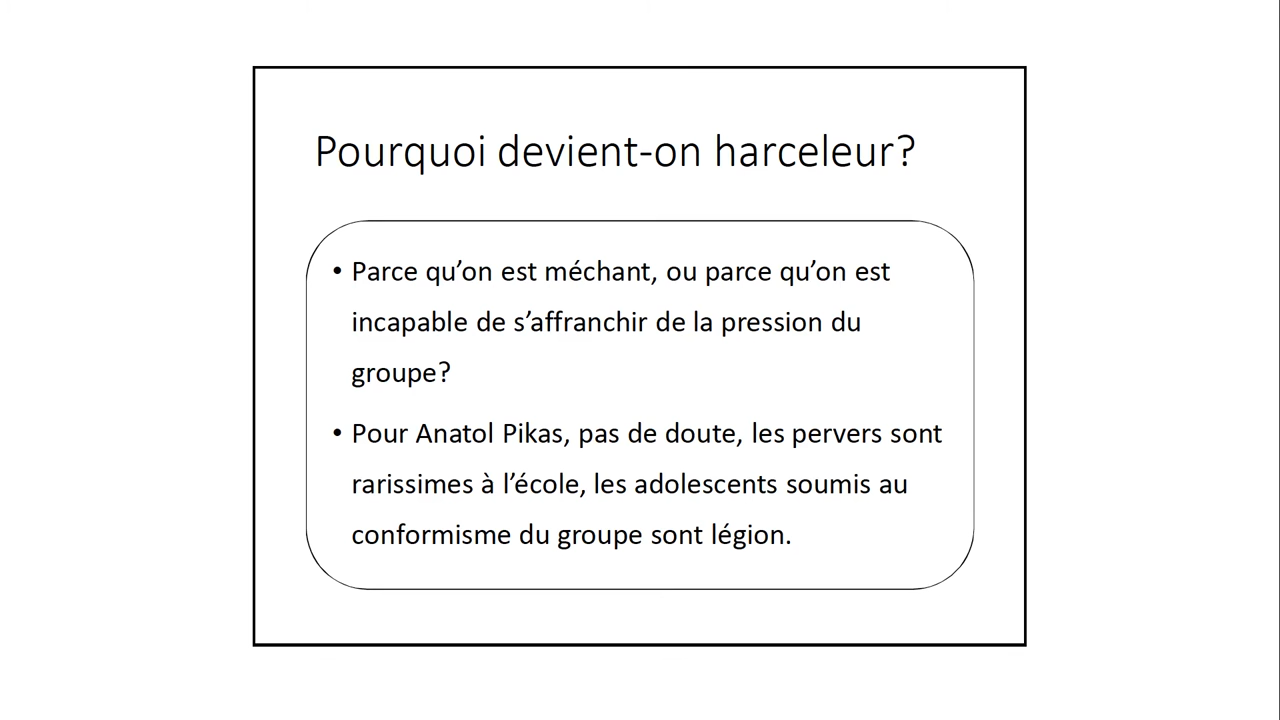 Pourquoi devient-on harceleur?
• Parce qu’on est méchant, ou parce qu’on est
incapable de s’affranchir de la pression du
groupe?
• Pour Anatol Pikas, pas de doute, les pervers sont
rarissimes à l’école, les adolescents soumis au
conformisme du groupe sont légion.